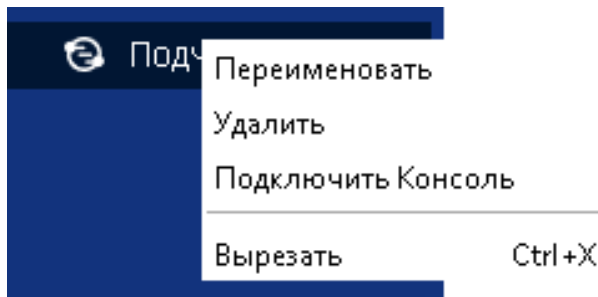 Переименовать
Удалить
Подключить Консоль
Вырезать Ctrl+X